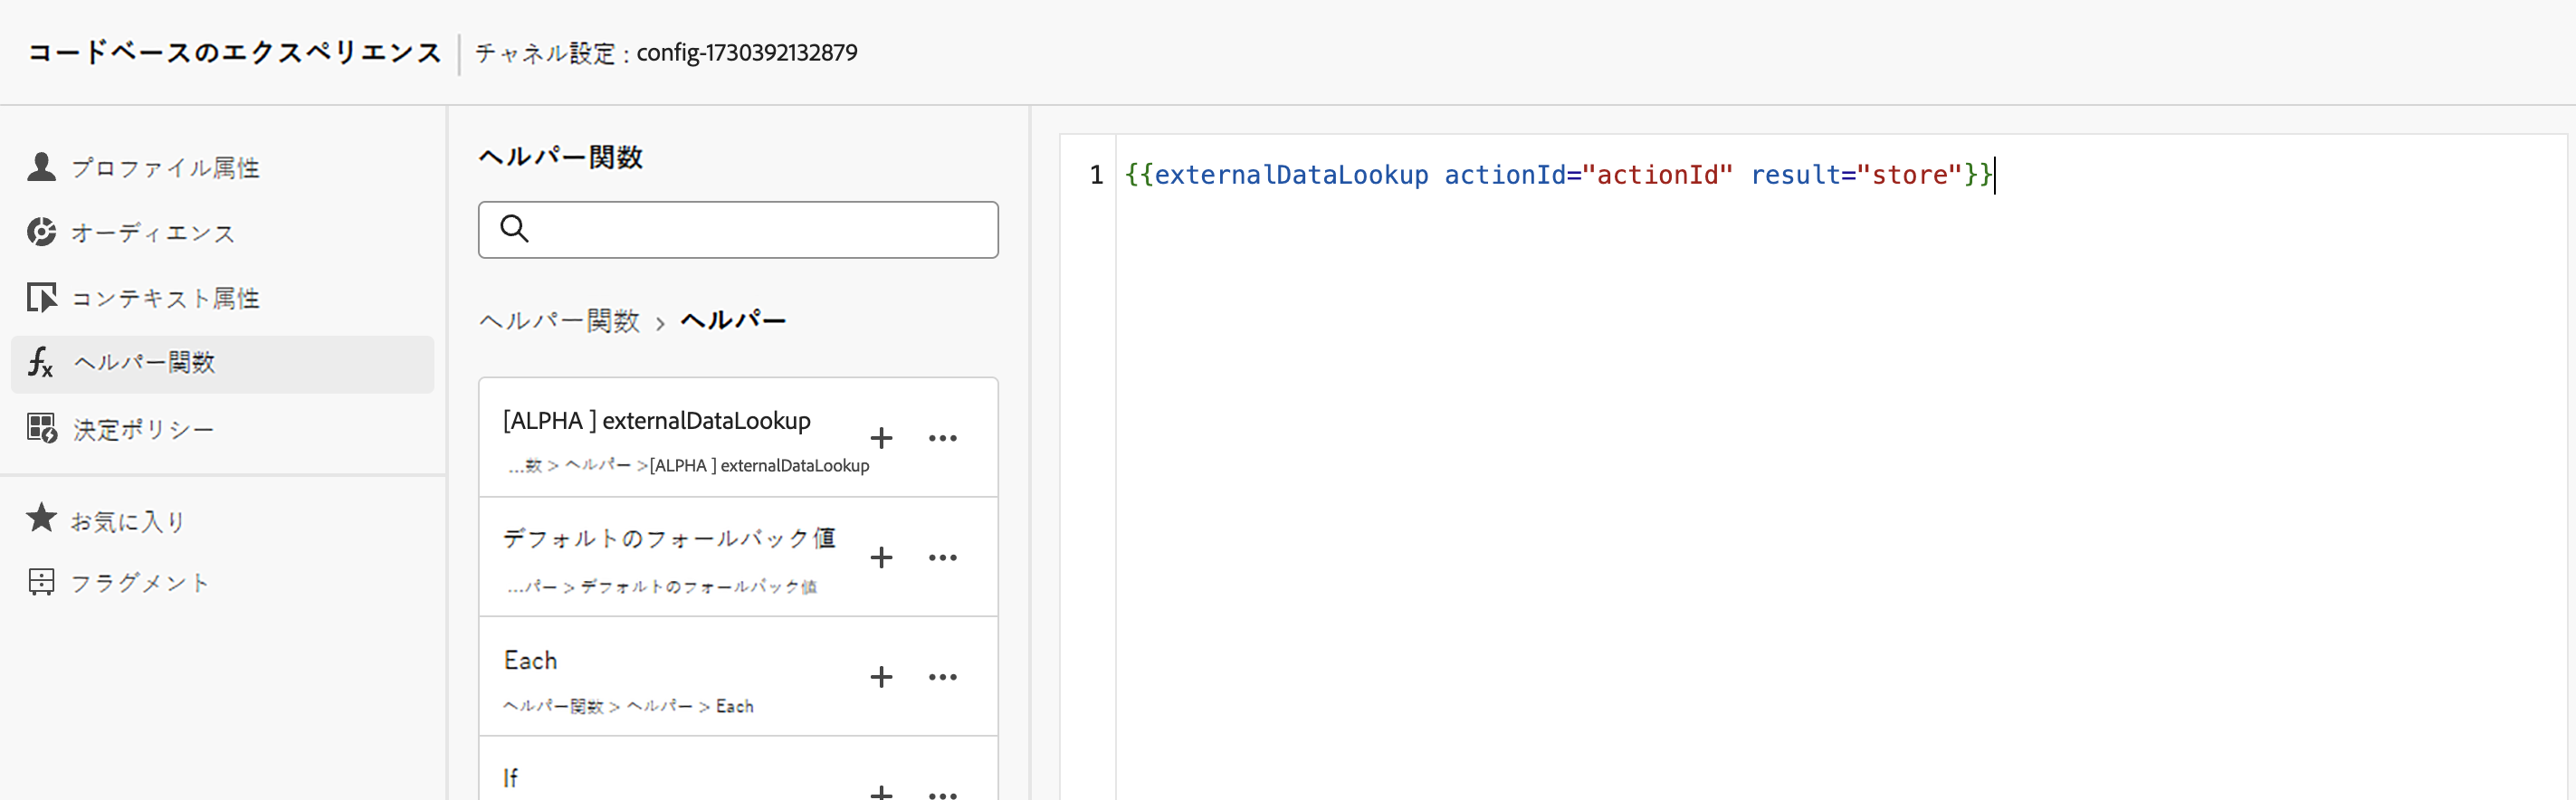 コードベースのエクスペリエンス
チャネル設定 : config-1730392132879
プロファイル属性
オーディエンス
コンテキスト属性
ヘルパー関数
決定ポリシー
お気に入り
フラグメント
ヘルパー関数
ヘルパー関数 > ヘルパー
[ALPHA ] externalDataLookup
...数 > ヘルパー >[ALPHA ] externalDataLookup
デフォルトのフォールバック値
...パー > デフォルトのフォールバック値
Each
ヘルパー関数 > ヘルパー > Each
If
1 {{externalDataLookup actionId="actionId" result="store"}}